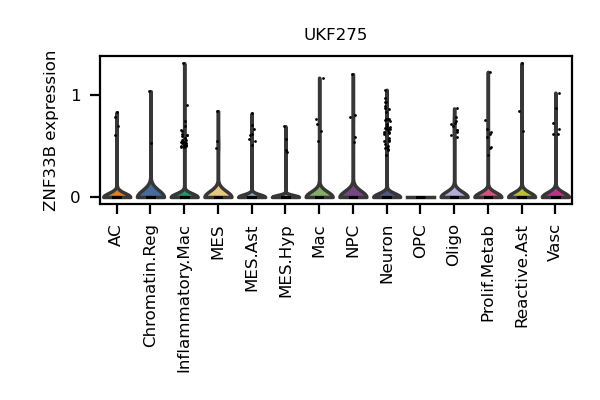 UKF275
ZNF33B expression
1
0
AC
Chromatin.Reg
Inflammatory.Mac
MES
MES.Ast
MES.Hyp
Mac
NPC
Neuron
OPC
Oligo
Prolif.Metab
Reactive.Ast
Vasc